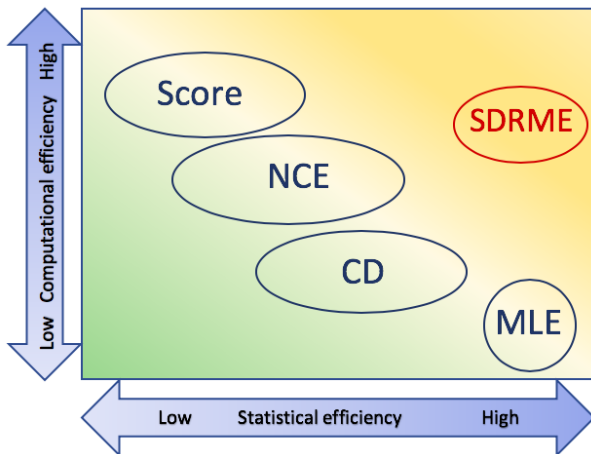 Score
SDRME
NCE
CD
MLE
Low Computational efficiency High
Low Statistical efficiency High